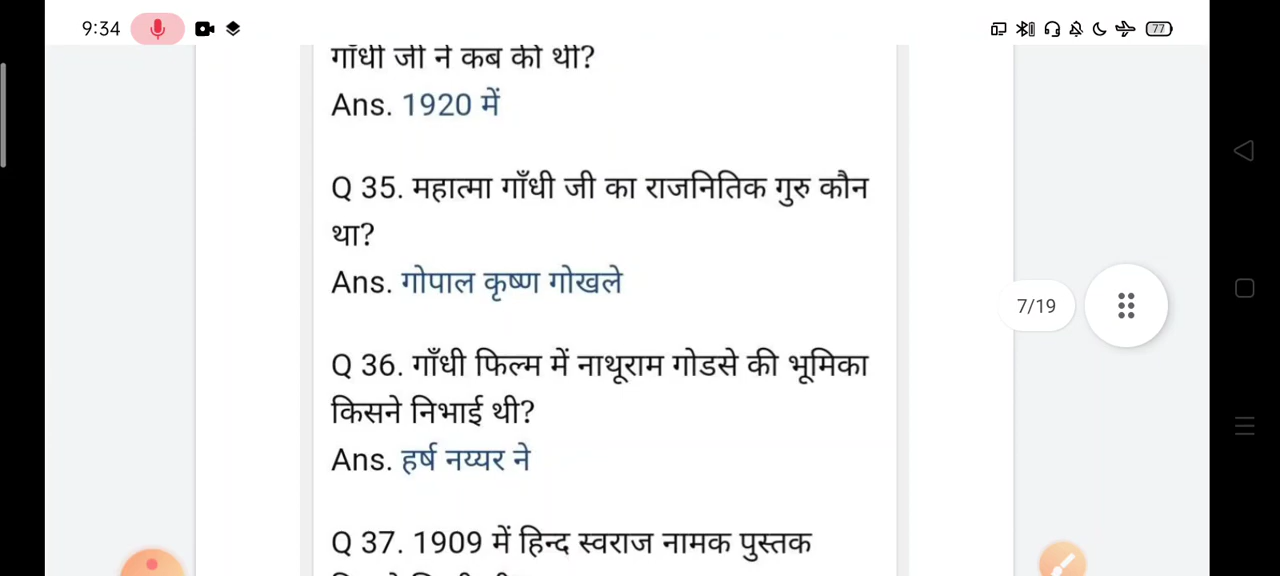 9:34
77
गाँधी जी ने कब की थी?
Ans. 1920 में
Q 35. महात्मा गाँधी जी का राजनितिक गुरु कौन
था?
Ans. गोपाल कृष्ण गोखले
7/19
Q 36. गाँधी फिल्म में नाथूराम गोडसे की भूमिका
किसने निभाई थी?
Ans. हर्ष नय्यर ने
Q 37. 1909 में हिन्द स्वराज नामक पुस्तक